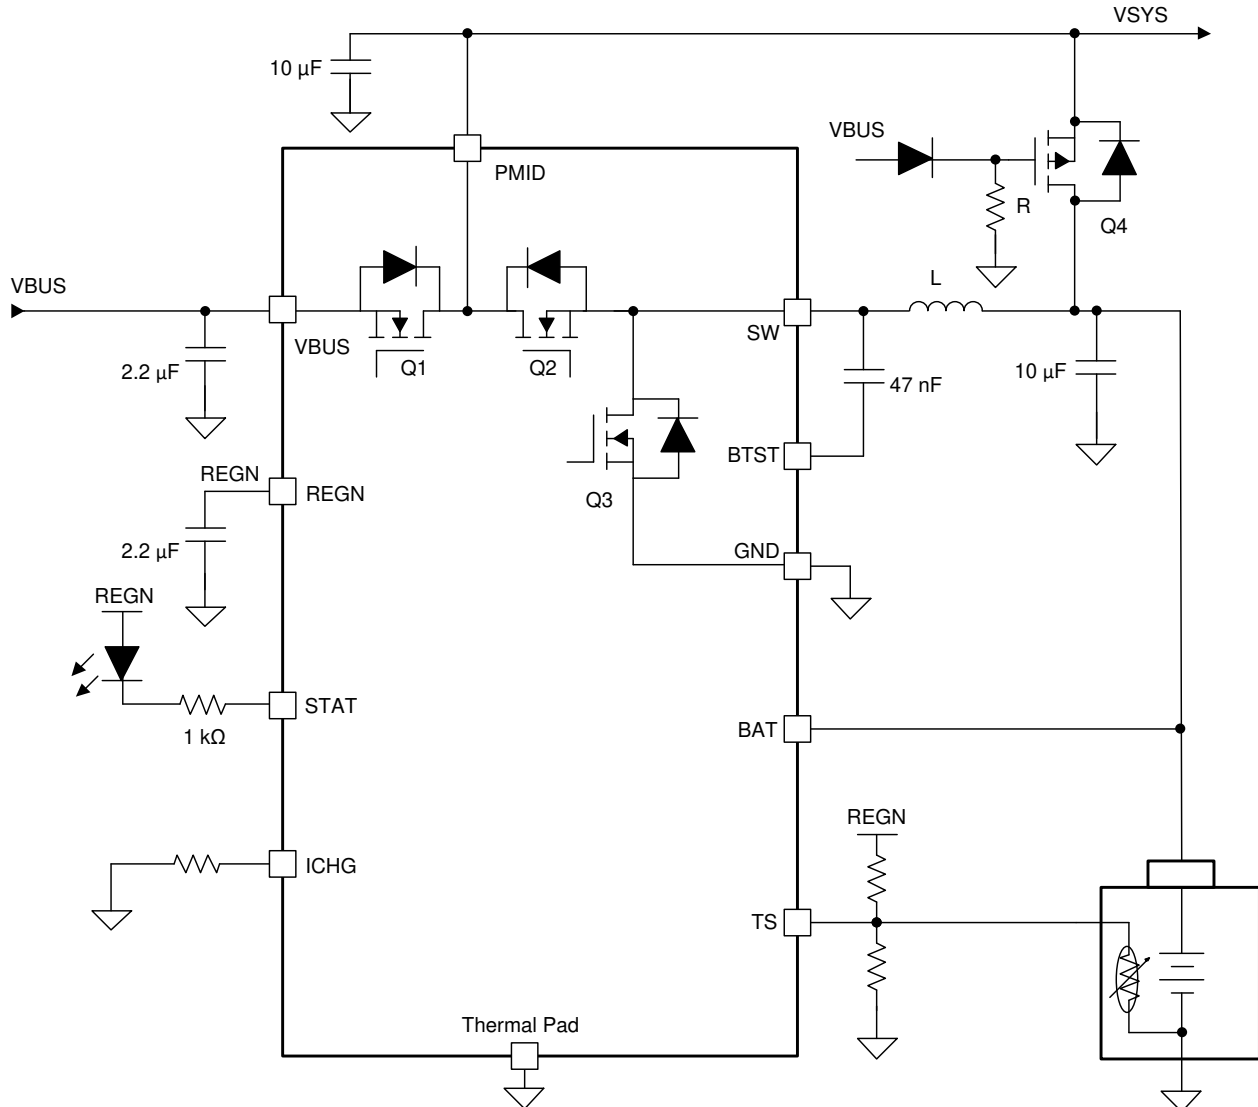 VSYS
10 µF
VBUS
PMID
R
Q4
VBUS
L
VBUS
SW
2.2 µF
Q1
Q2
10 µF
47 nF
BTST
REGN
REGN
Q3
2.2 µF
GND
REGN
STAT
1 kΩ
BAT
REGN
ICHG
TS
Thermal Pad